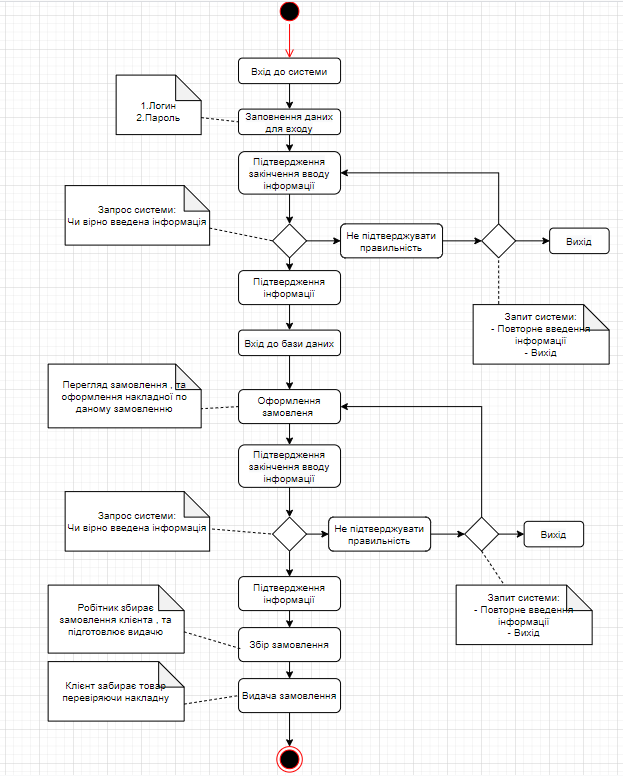 Вхід до системи
1.Логин
2.Пароль
Заповнення даних
для входу
Підтвердження
закінчення вводу
інформації
Запрос системи:
Чи вірно введена інформація
Не підтверджувати
правильність
Вихід
Підтвердження
інформації
Запит системи:
- Повторне введення
інформації
- Вихід
Вхід до бази даних
Перегляд замовлення , та
оформлення накладної по
даному замовленню
Оформлення
замовленя
Підтвердження
закінчення вводу
інформації
Запрос системи:
Чи вірно введена інформація
Не підтверджувати
правильність
Вихід
Підтвердження
інформації
Запит системи:
- Повторне введення
інформації
- Вихід
Робітник збирає
замовлення клієнта , та
підготовлює видачю
Збір замовлення
Клієнт забирає товар
перевіряючи накладну
Видача замовлення